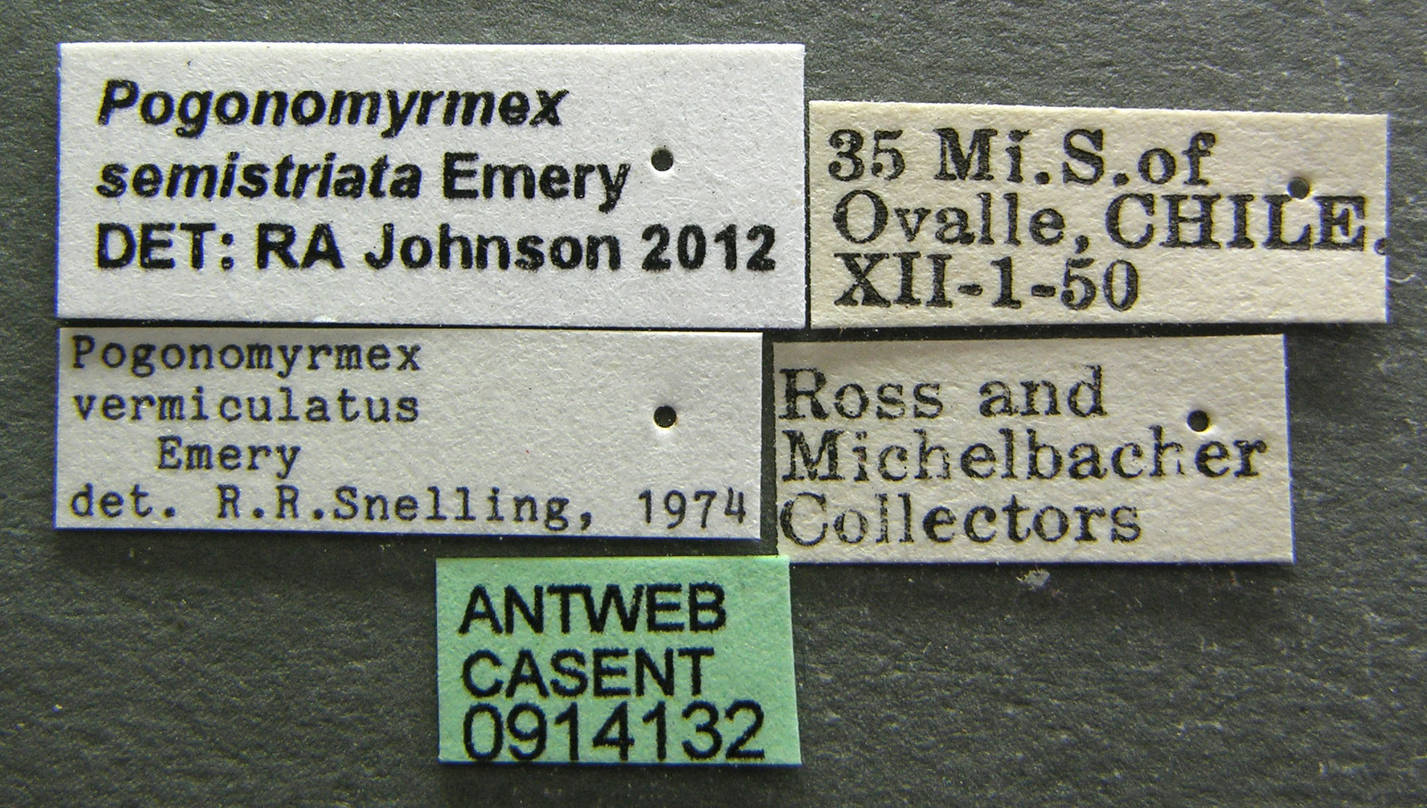 Pogonomyrmex
semistriata Emery
DET: RA Johnson 2012
35 Mi.S.of
Ovalle, CHILE.
XII-1-50
Pogonomyrmex
vermiculatus
Emery
det. R.R.Snelling, 1974
Ross and
Michelbacher
Collectors
ANTWEB
CASENT
0914132